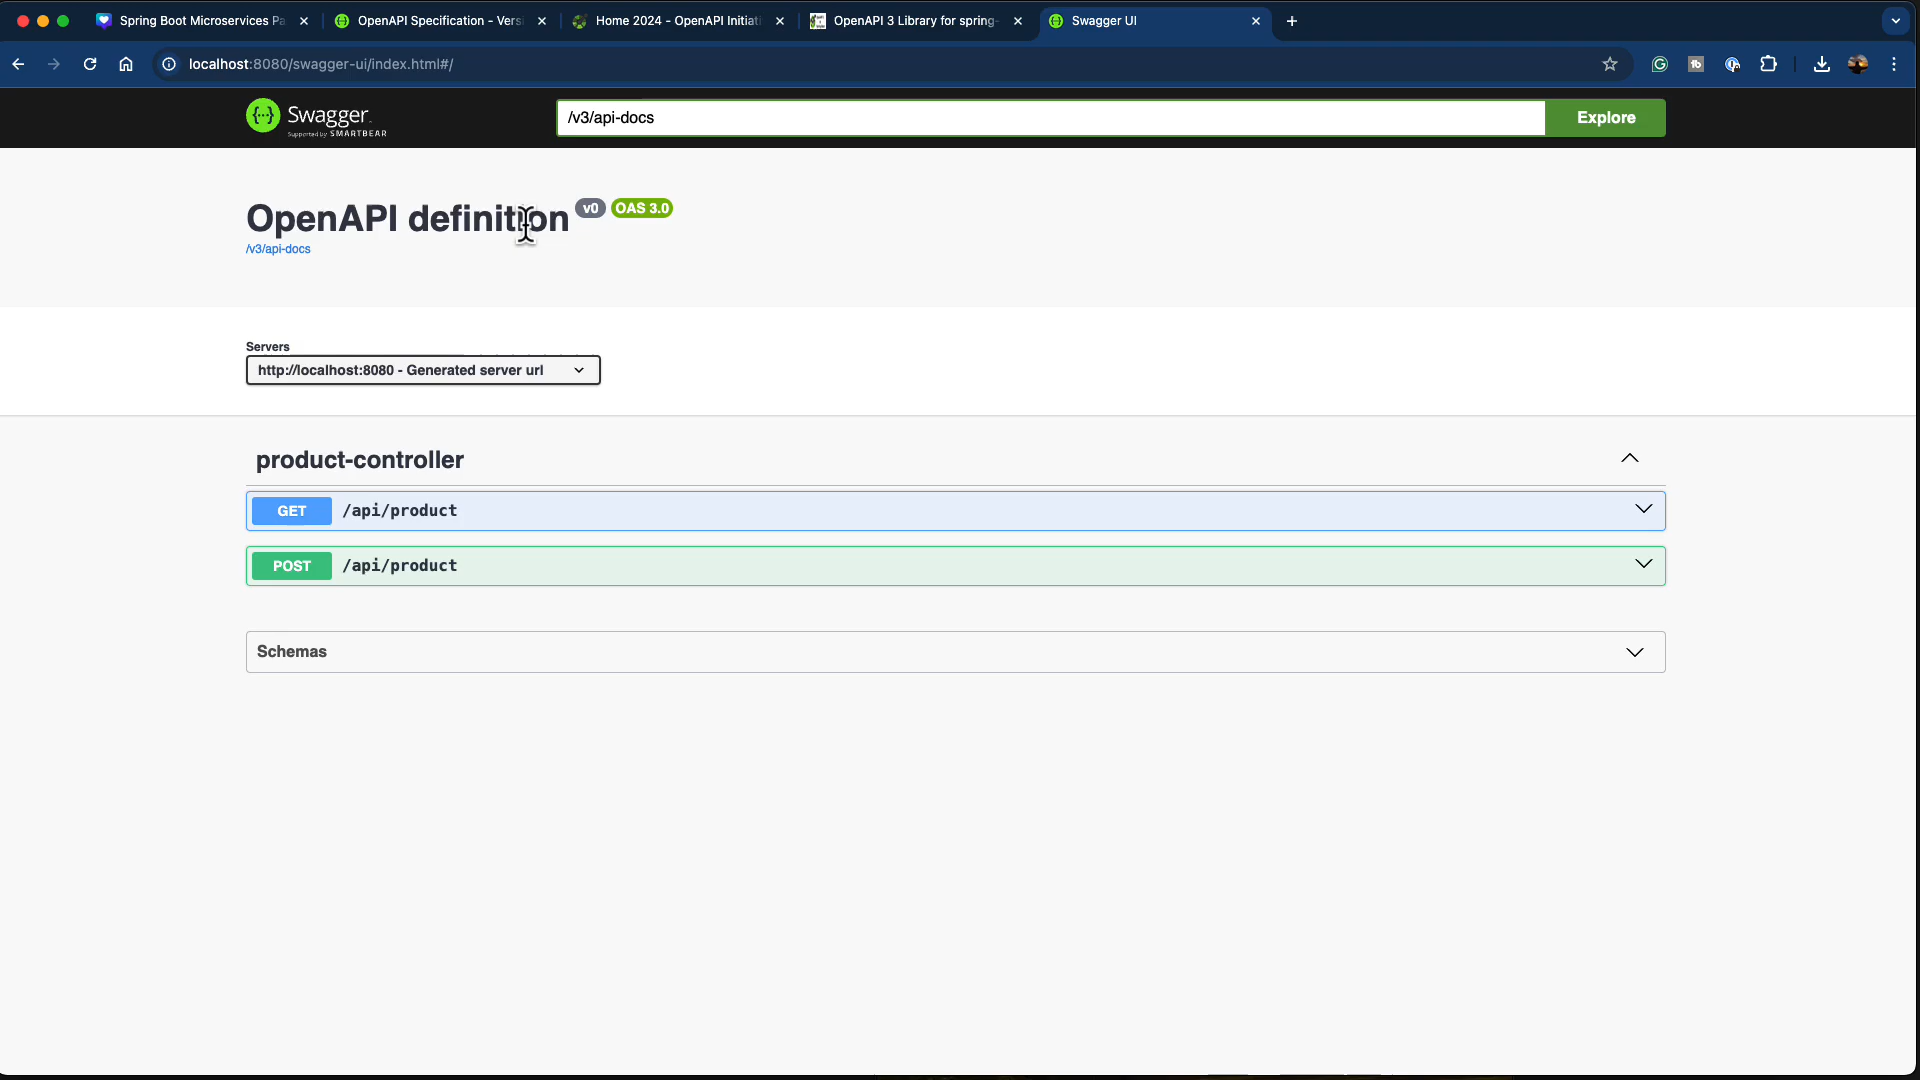 Spring Boot Microservices Pa
OpenAPI Specification - Versi
Home 2024 - OpenAPI Initiati
OpenAPI 3 Library for spring-
Swagger UI
localhost:8080/swagger-ui/index.html#/
Swagger
Supported by SMARTBEAR
/v3/api-docs
Explore
OpenAPI definition v0 OAS 3.0
/v3/api-docs
Servers
http://localhost:8080 - Generated server url
product-controller
GET /api/product
POST /api/product
Schemas